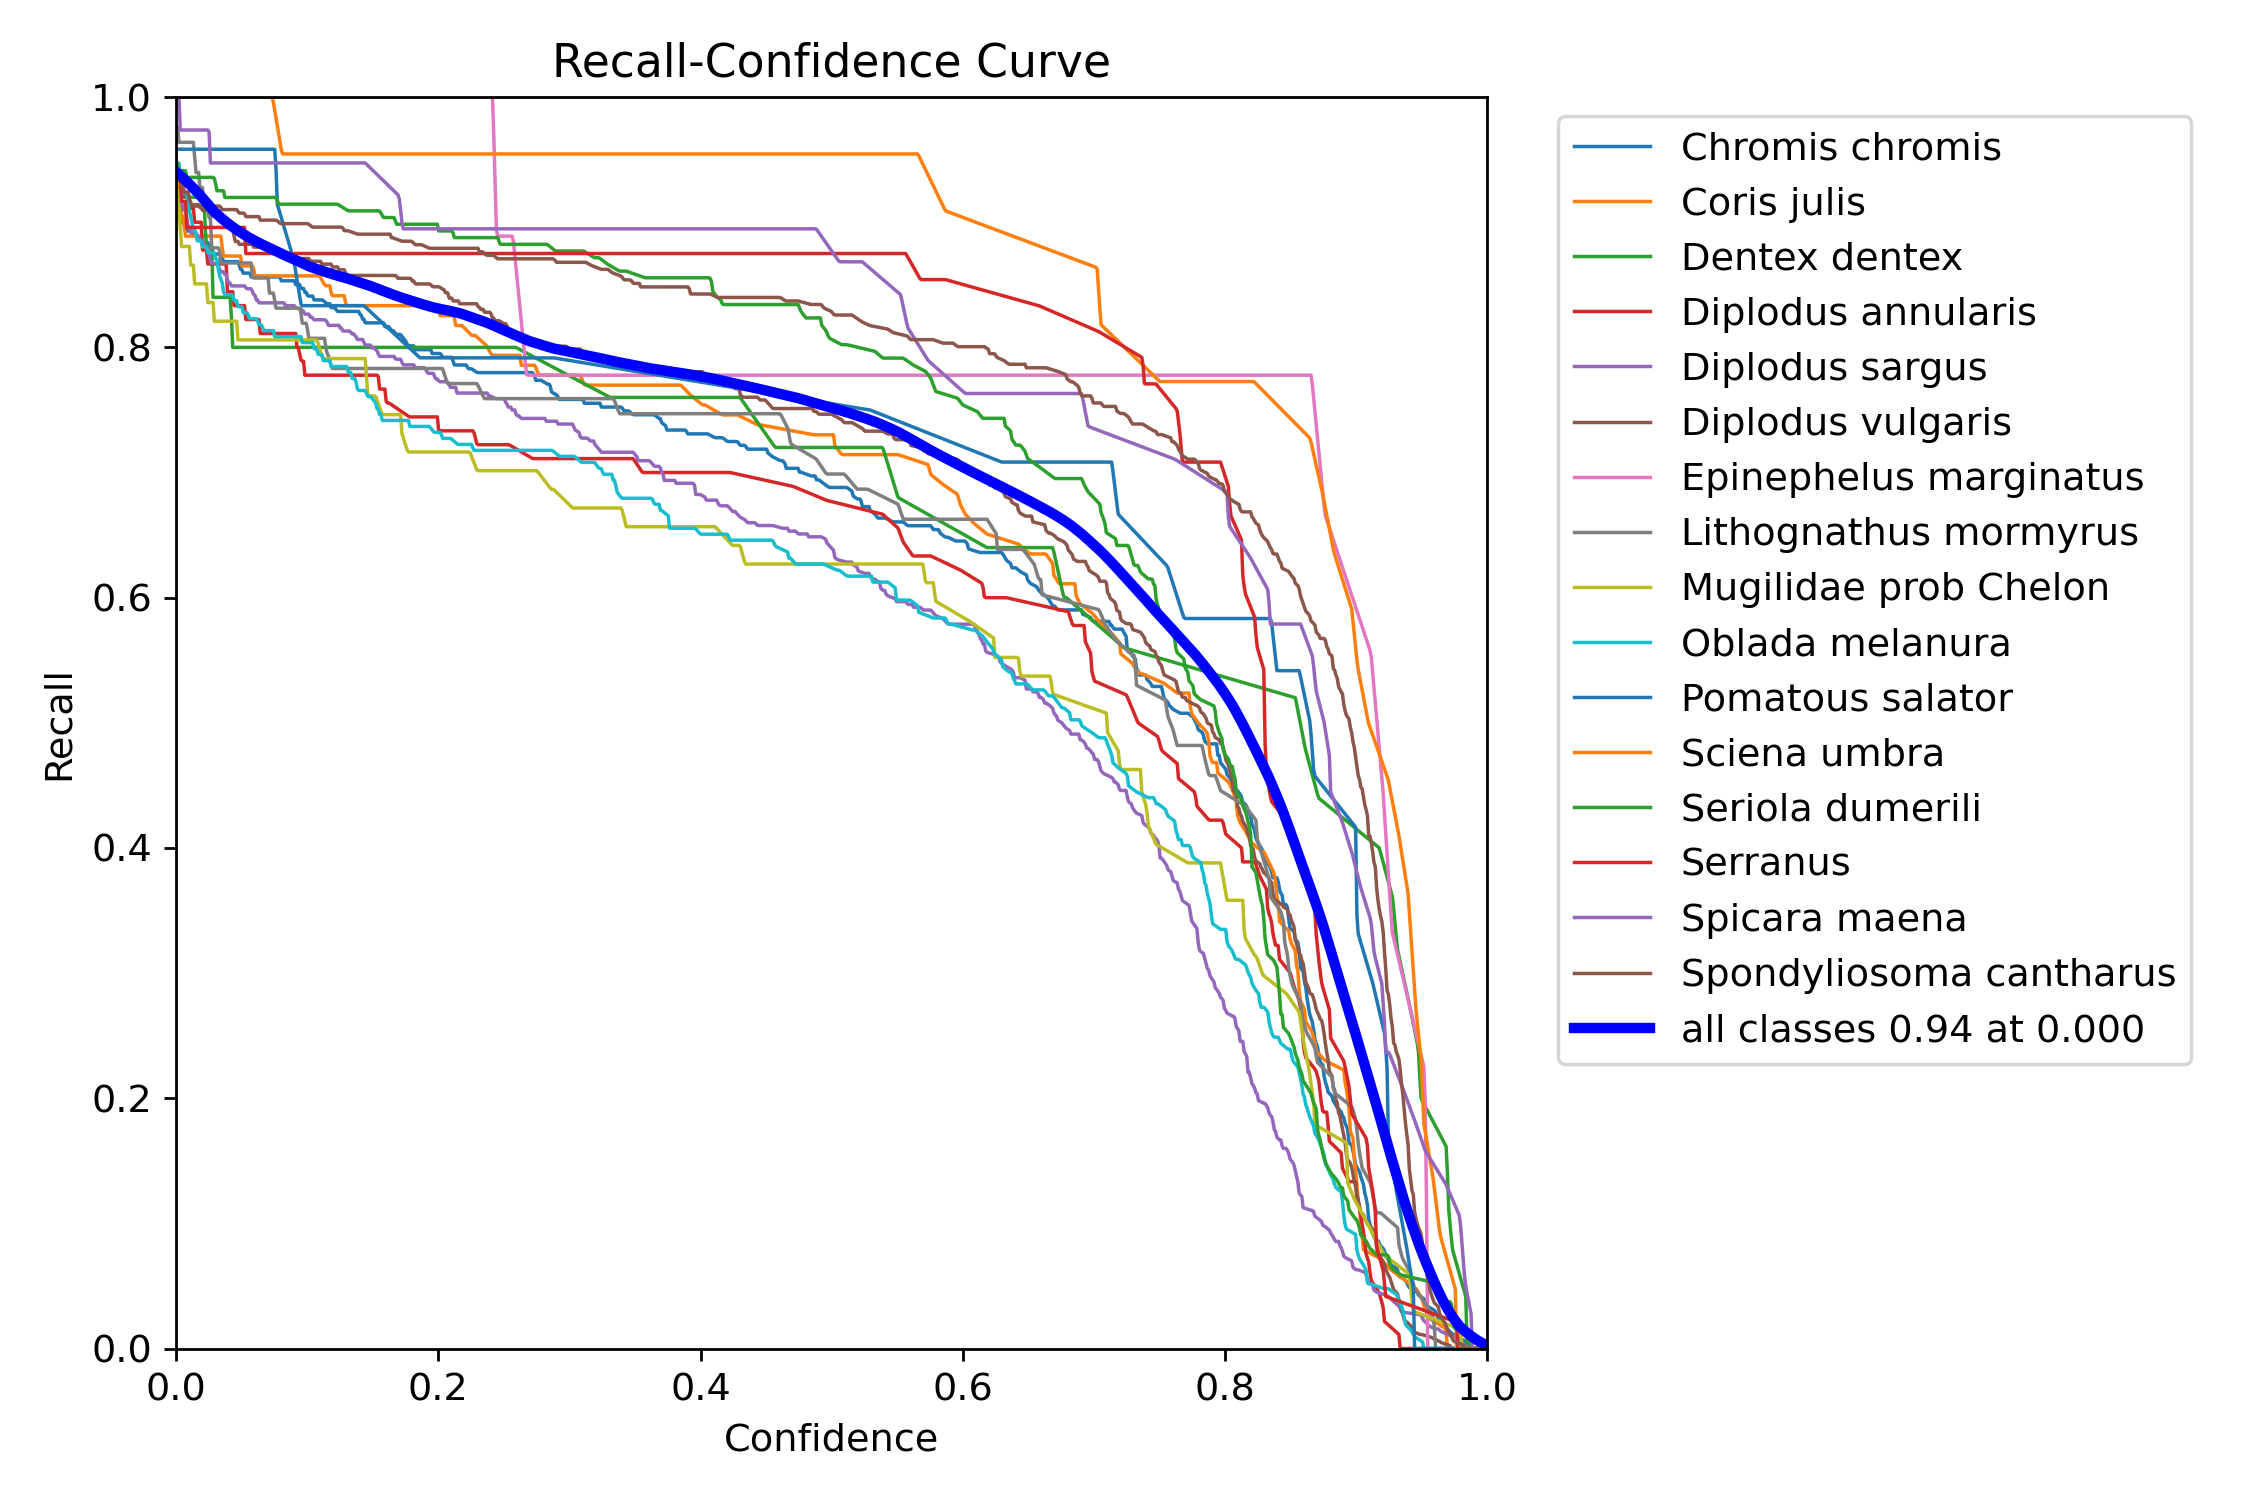 Recall-Confidence Curve
1.0
0.8
0.6
0.4
0.2
0.0
Recall
0.0 0.2 0.4 0.6 0.8 1.0
Confidence
Chromis chromis
Coris julis
Dentex dentex
Diplodus annularis
Diplodus sargus
Diplodus vulgaris
Epinephelus marginatus
Lithognathus mormyrus
Mugilidae prob Chelon
Oblada melanura
Pomatous salator
Sciena umbra
Seriola dumerili
Serranus
Spicara maena
Spondyliosoma cantharus
all classes 0.94 at 0.000